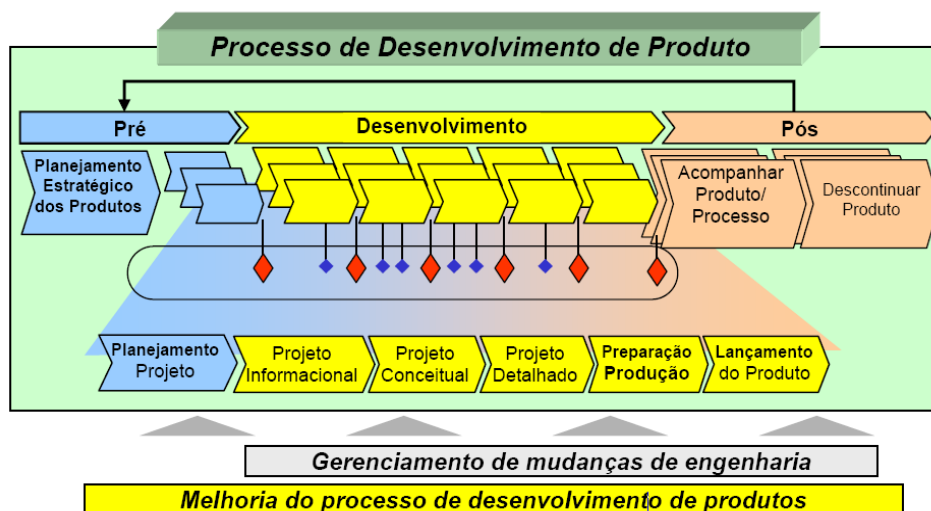 Processo de Desenvolvimento de Produto
Pré
Desenvolvimento
Pós
Planejamento
Estratégico
dos Produtos
Acompanhar
Produto/
Processo
Descontinuar
Produto
Planejamento
Projeto
Projeto
Informacional
Projeto
Conceitual
Projeto
Detalhado
Preparação
Produção
Lançamento
do Produto
Gerenciamento de mudanças de engenharia
Melhoria do processo de desenvolvimento de produtos